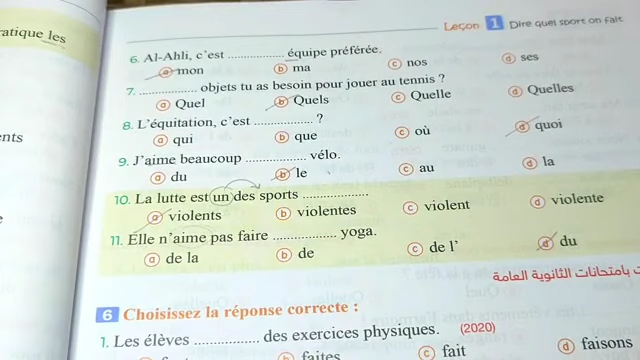 Leçon 1 Dire quel sport on fait
ratique les
6. Al-Ahli, c'est .................. équipe préférée.
ⓐ mon ⓑ ma ⓒ nos ⓓ ses
7. .................. objets tu as besoin pour jouer au tennis ?
ⓐ Quel ⓑ Quels ⓒ Quelle ⓓ Quelles
8. L'équitation, c'est .................. ?
ⓐ qui ⓑ que ⓒ où ⓓ quoi
nts
9. J'aime beaucoup .................. vélo.
ⓐ du ⓑ le ⓒ au ⓓ la
10. La lutte est un des sports ..................
ⓐ violents ⓑ violentes ⓒ violent ⓓ violente
11. Elle n'aime pas faire .................. yoga.
ⓐ de la ⓑ de ⓒ de l' ⓓ du
بامتحانات الثانوية العامة
6 Choisissez la réponse correcte :
1. Les élèves .................. des exercices physiques. (2020)
ⓑ faites ⓒ fait ⓓ faisons